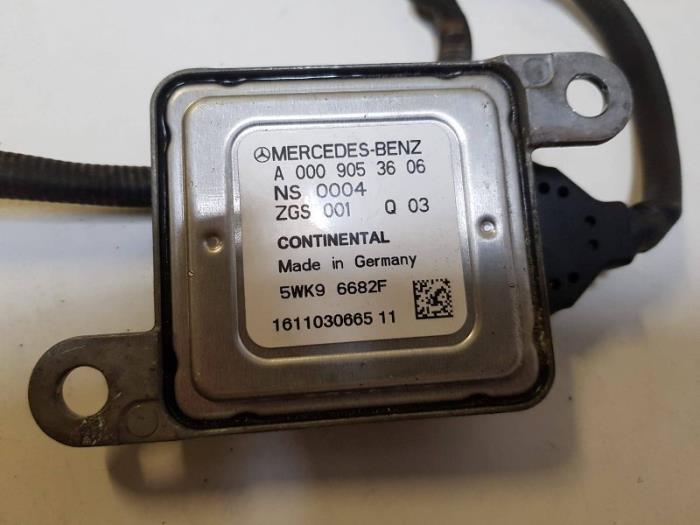 MERCEDES-BENZ
A 000 905 36 06
NS 0004
ZGS 001 Q 03
CONTINENTAL
Made in Germany
5WK9 6682F
1611030665 11